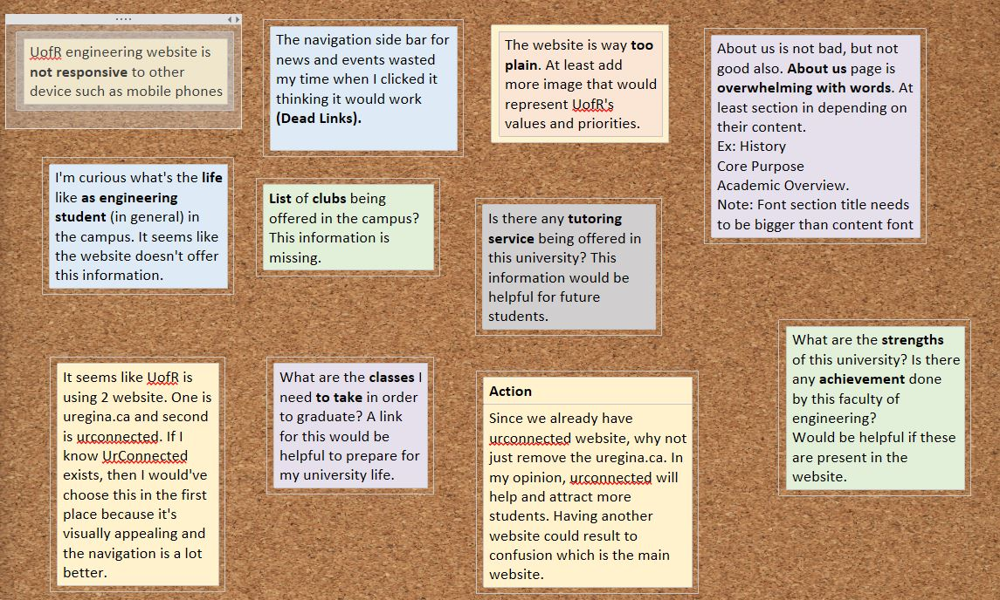 UofR engineering website is
not responsive to other
device such as mobile phones
The navigation side bar for
news and events wasted
my time when I clicked it
thinking it would work
(Dead Links).
The website is way too
plain. At least add
more image that would
represent UofR's
values and priorities.
About us is not bad, but not
good also. About us page is
overwhelming with words. At
least section in depending on
their content.
Ex: History
Core Purpose
Academic Overview.
Note: Font section title needs
to be bigger than content font
I'm curious what's the life
like as engineering
student (in general) in
the campus. It seems like
the website doesn't offer
this information.
List of clubs being
offered in the campus?
This information is
missing.
Is there any tutoring
service being offered in
this university? This
information would be
helpful for future
students.
What are the strengths
of this university? Is there
any achievement done
by this faculty of
engineering?
Would be helpful if these
are present in the
website.
It seems like UofR is
using 2 website. One is
uregina.ca and second
is urconnected. If I
know UrConnected
exists, then I would've
choose this in the first
place because it's
visually appealing and
the navigation is a lot
better.
What are the classes I
need to take in order
to graduate? A link
for this would be
helpful to prepare for
my university life.
Action
Since we already have
urconnected website, why not
just remove the uregina.ca. In
my opinion, urconnected will
help and attract more
students. Having another
website could result to
confusion which is the main
website.